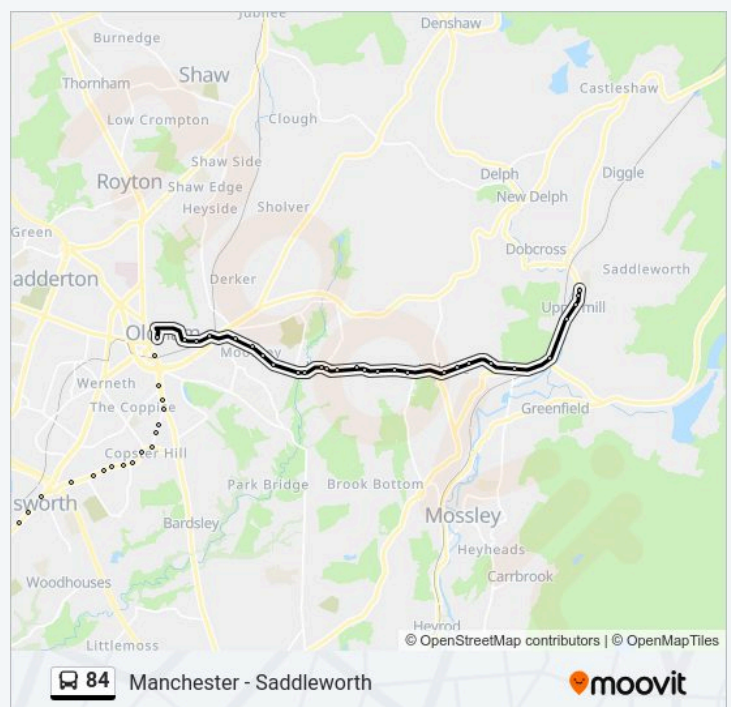 Jubilee
Denshaw
Burnedge
Shaw
Thornham
Castleshaw
Low Crompton
Clough
Shaw Side
Delph
Diggle
Royton
Shaw Edge
New Delph
Heyside
Sholver
Green
Dobcross
adderton
Derker
Saddleworth
Werneth
The Coppice
Greenfield
Copster Hill
Park Bridge
Brook Bottom
sworth
Mossley
Bardsley
Heyheads
Woodhouses
Carrbrook
Heyrod
Littlemoss
© OpenStreetMap contributors | © OpenMapTiles
84 Manchester - Saddleworth
moovit